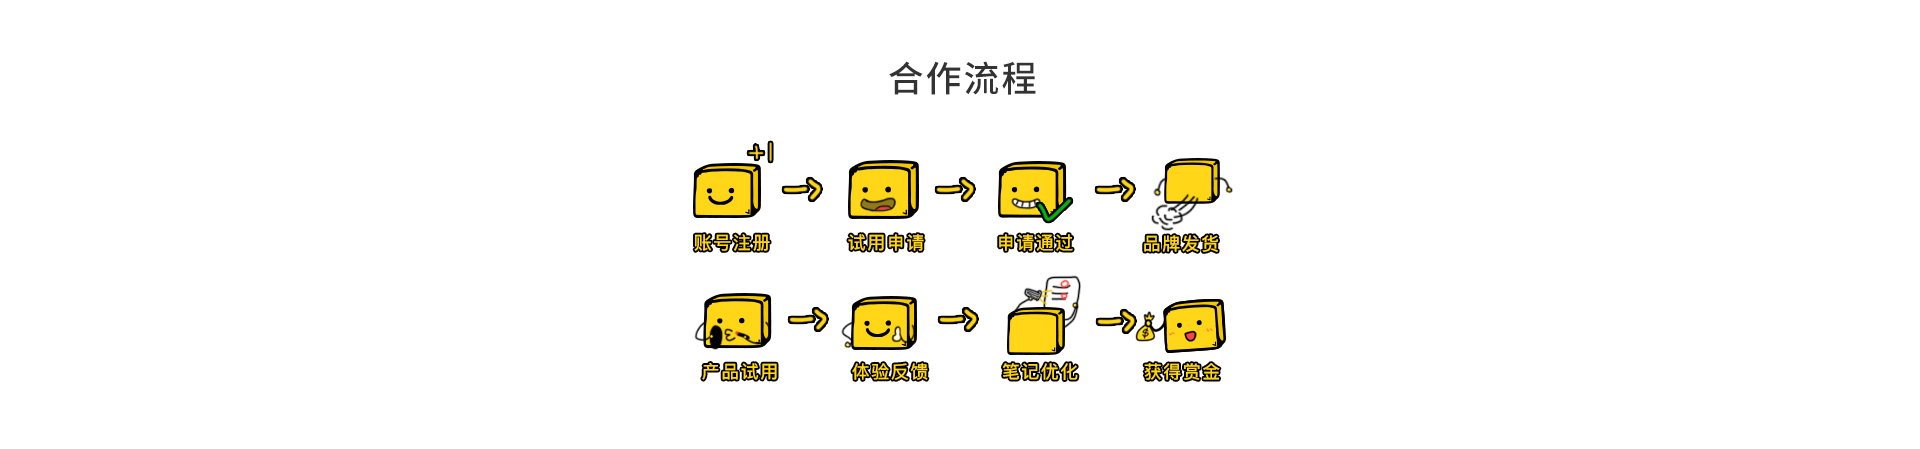 合作流程
+1
账号注册
试用申请
申请通过
品牌发货
产品试用
体验反馈
笔记优化
获得赏金